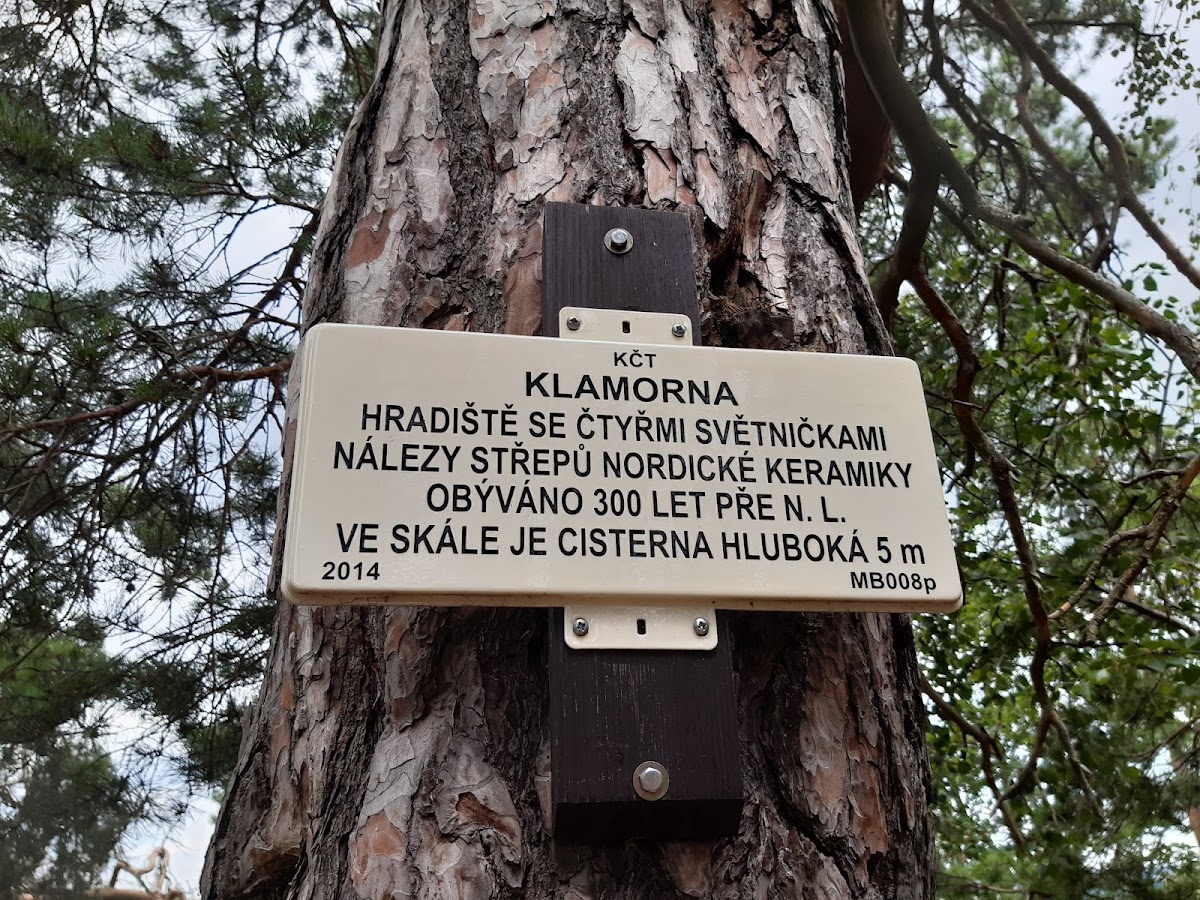 KČT
KLAMORNA
HRADIŠTĚ SE ČTYŘMI SVĚTNIČKAMI
NÁLEZY STŘEPŮ NORDICKÉ KERAMIKY
OBÝVÁNO 300 LET PŘE N. L.
VE SKÁLE JE CISTERNA HLUBOKÁ 5 m
2014 MB008p